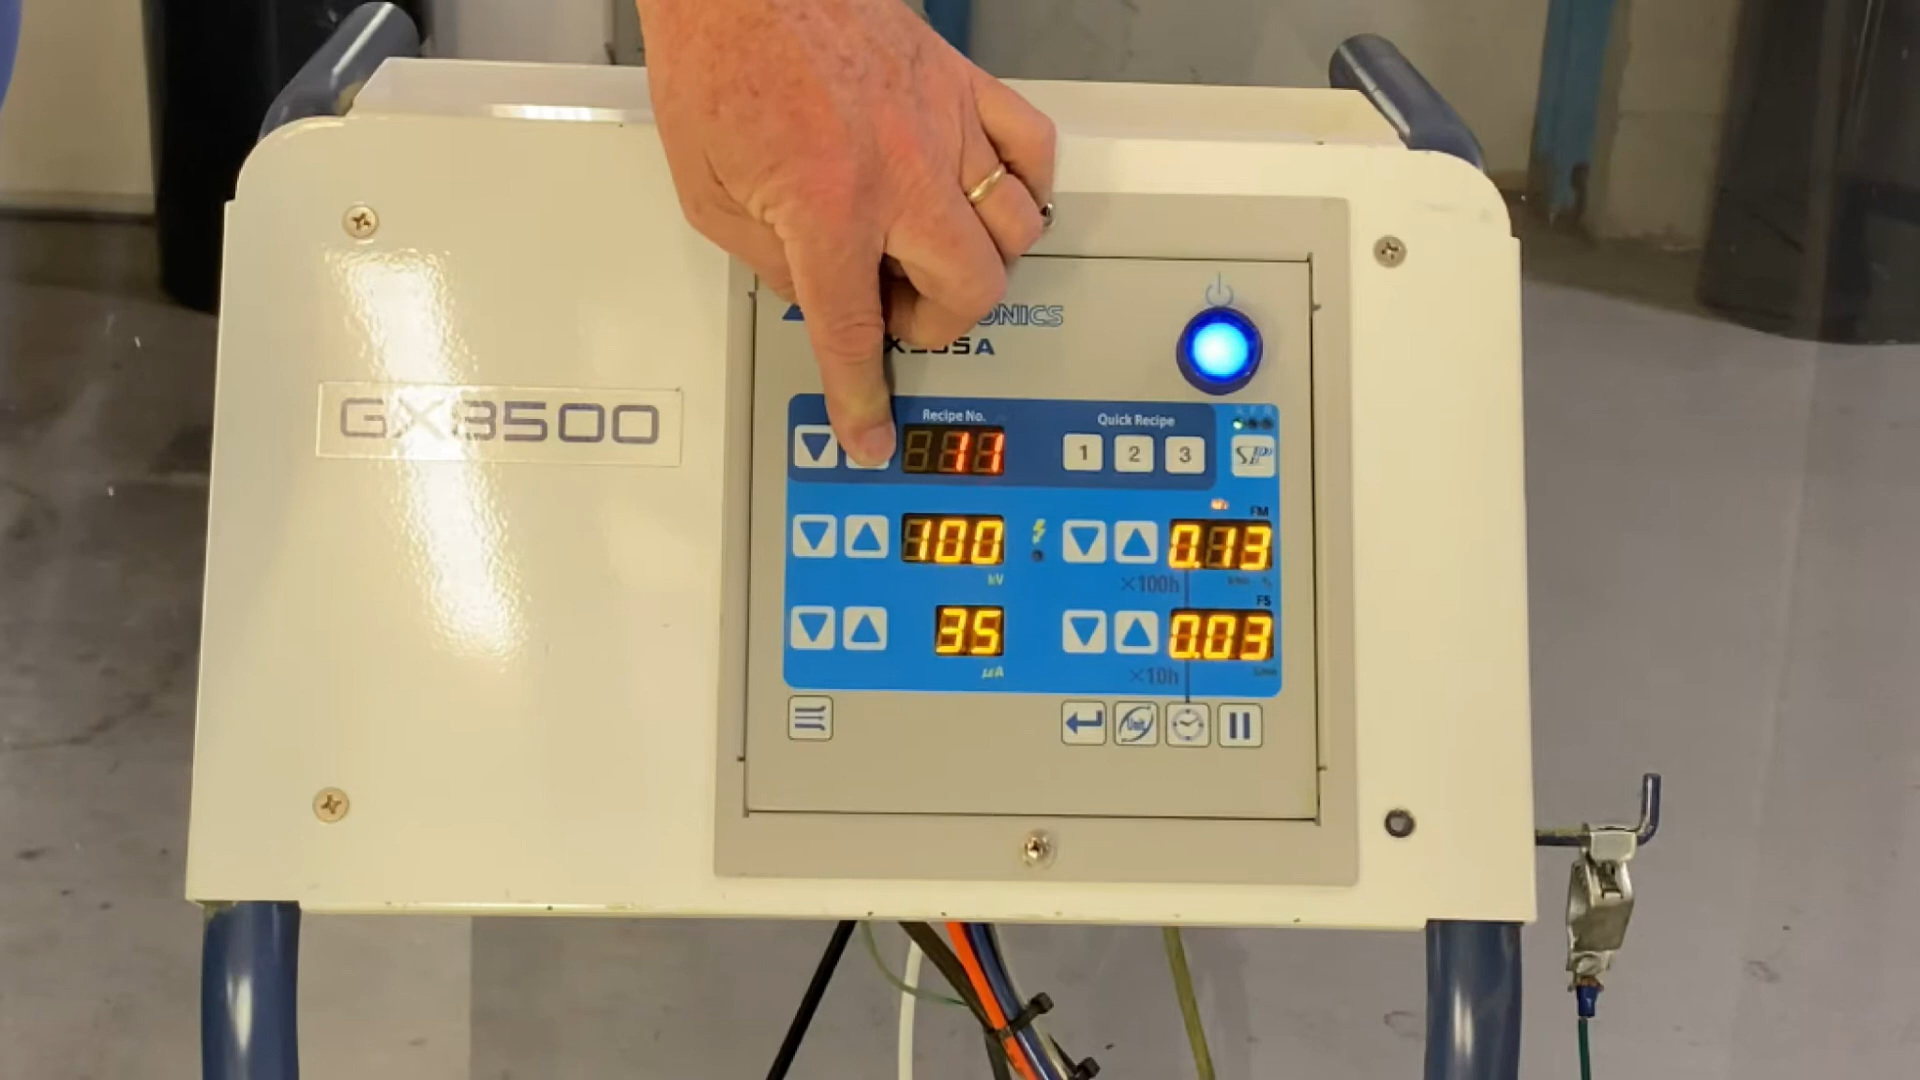 ONICS
GX8500
A
Recipe No.
Quick Recipe
11
1 2 3
100
kV
FM
0.13
×100h
35
µA
FS
0.03
×10h
Unit